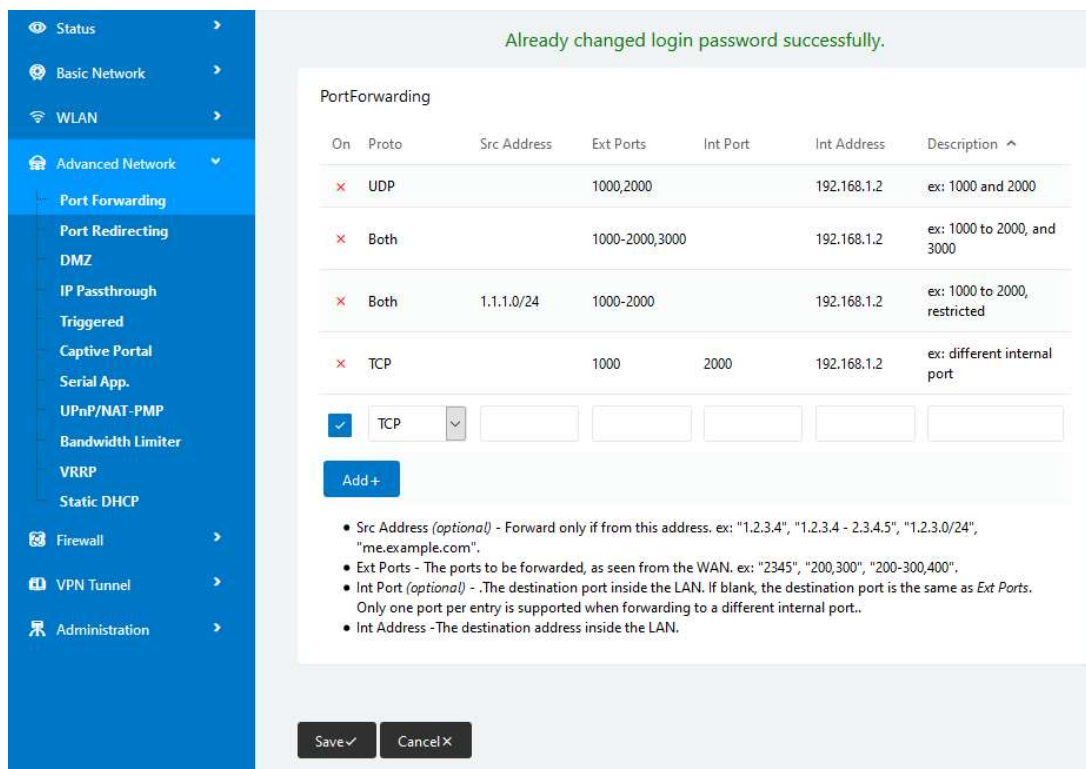 Status
Basic Network
WLAN
Advanced Network
Port Forwarding
Port Redirecting
DMZ
IP Passthrough
Triggered
Captive Portal
Serial App.
UPnP/NAT-PMP
Bandwidth Limiter
VRRP
Static DHCP
Firewall
VPN Tunnel
Administration
Already changed login password successfully.
PortForwarding
On Proto Src Address Ext Ports Int Port Int Address Description
UDP 1000,2000 192.168.1.2 ex: 1000 and 2000
Both 1000-2000,3000 192.168.1.2 ex: 1000 to 2000, and
3000
Both 1.1.1.0/24 1000-2000 192.168.1.2 ex: 1000 to 2000,
restricted
TCP 1000 2000 192.168.1.2 ex: different internal
port
TCP
Add+
• Src Address (optional) - Forward only if from this address. ex: "1.2.3.4", "1.2.3.4 - 2.3.4.5", "1.2.3.0/24",
"me.example.com".
• Ext Ports - The ports to be forwarded, as seen from the WAN. ex: "2345", "200,300", "200-300,400".
• Int Port (optional) - .The destination port inside the LAN. If blank, the destination port is the same as Ext Ports.
Only one port per entry is supported when forwarding to a different internal port..
• Int Address -The destination address inside the LAN.
Save
Cancel